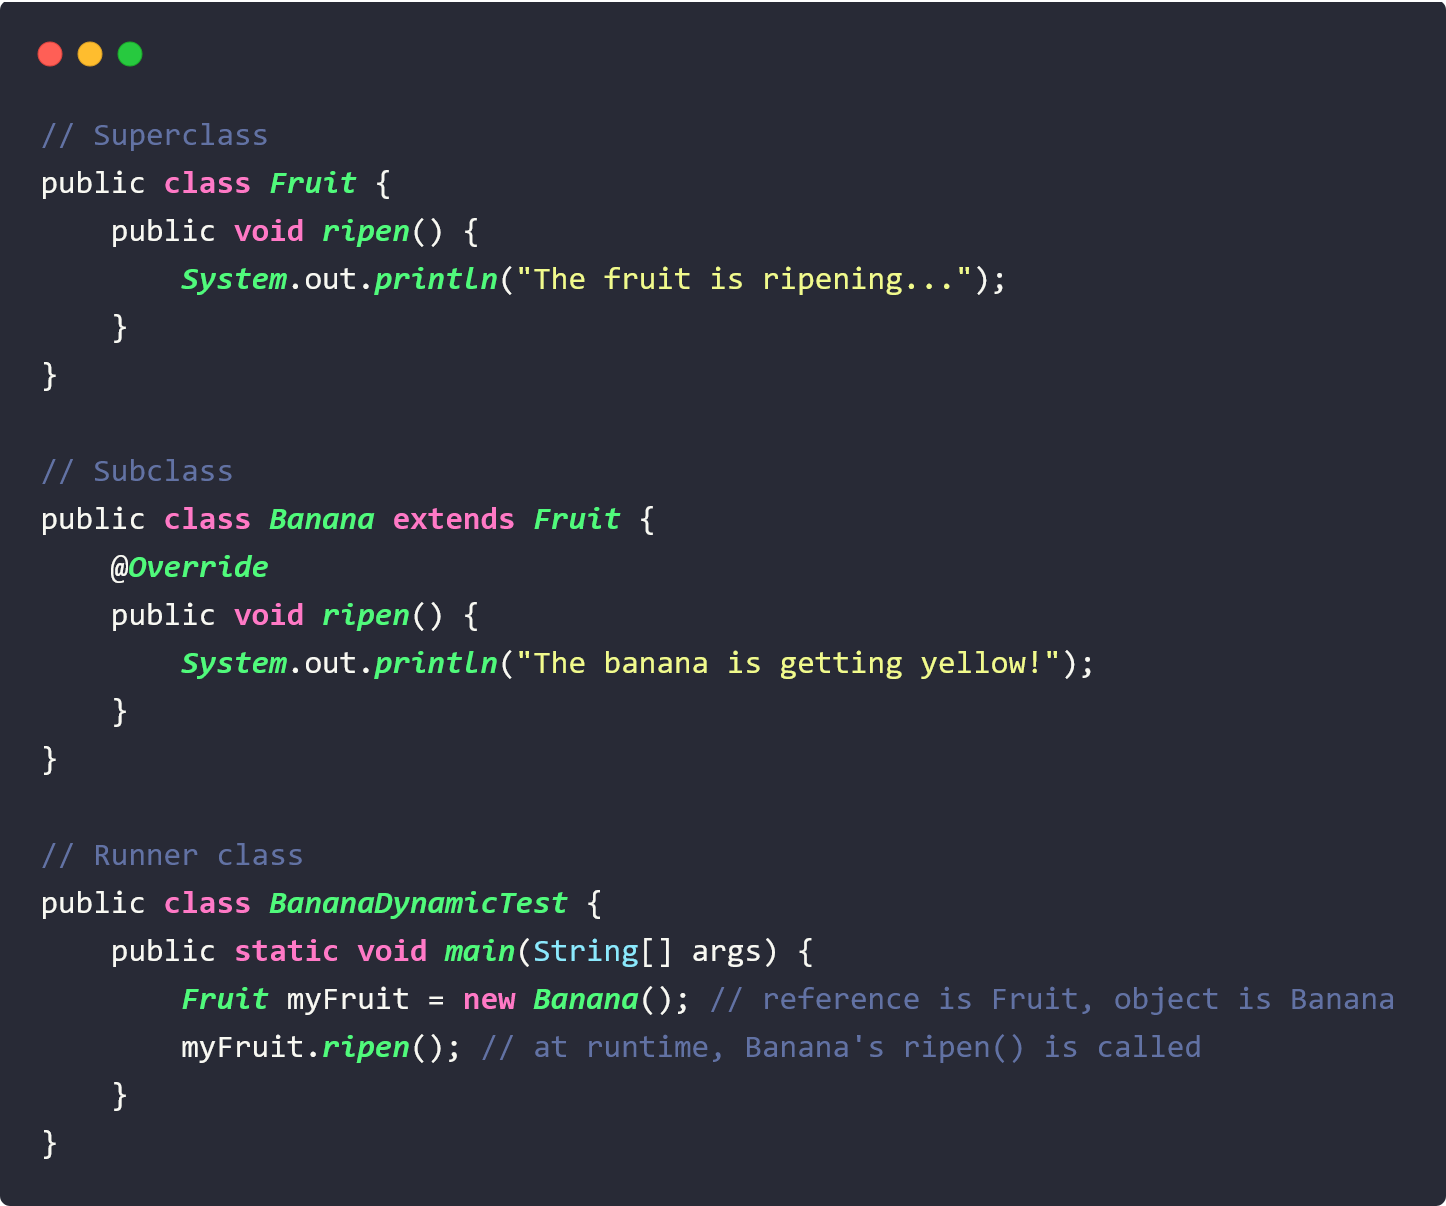 // Superclass
public class Fruit {
    public void ripen() {
        System.out.println("The fruit is ripening...");
    }
}

// Subclass
public class Banana extends Fruit {
    @Override
    public void ripen() {
        System.out.println("The banana is getting yellow!");
    }
}

// Runner class
public class BananaDynamicTest {
    public static void main(String[] args) {
        Fruit myFruit = new Banana(); // reference is Fruit, object is Banana
        myFruit.ripen(); // at runtime, Banana's ripen() is called
    }
}